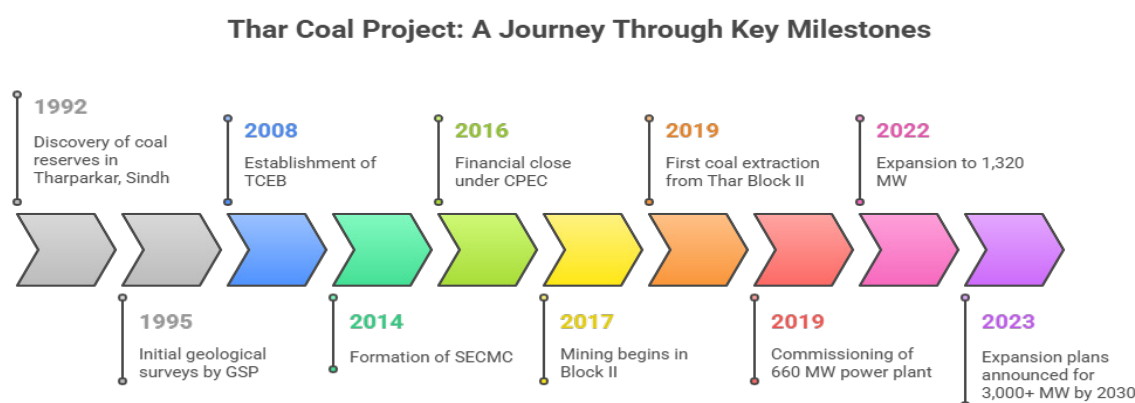 Thar Coal Project: A Journey Through Key Milestones
1992
Discovery of coal
reserves in
Tharparkar, Sindh
1995
Initial geological
surveys by GSP
2008
Establishment of
TCEB
2014
Formation of SECMC
2016
Financial close
under CPEC
2017
Mining begins in
Block II
2019
First coal extraction
from Thar Block II
2019
Commissioning of
660 MW power plant
2022
Expansion to 1,320
MW
2023
Expansion plans
announced for
3,000+ MW by 2030